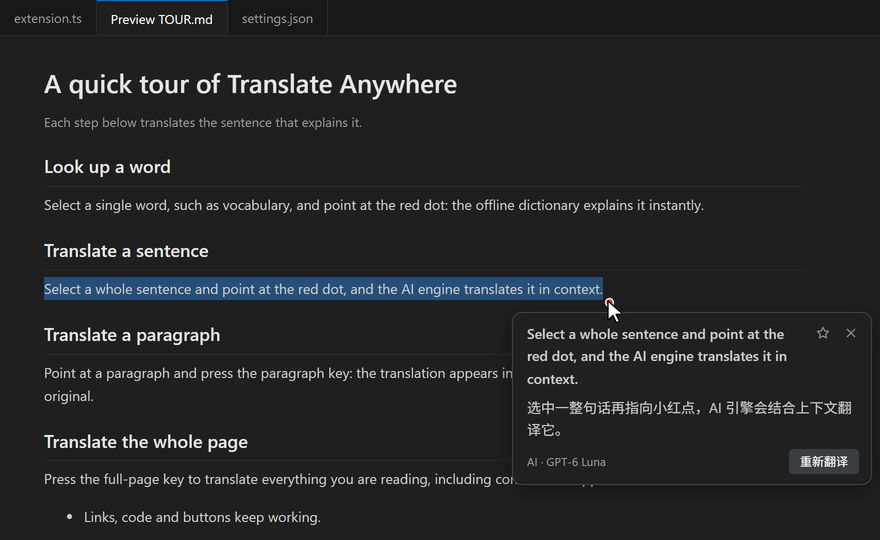 extension.ts
Preview TOUR.md
settings.json
A quick tour of Translate Anywhere
Each step below translates the sentence that explains it.
Look up a word
Select a single word, such as vocabulary, and point at the red dot: the offline dictionary explains it instantly.
Translate a sentence
Select a whole sentence and point at the red dot, and the AI engine translates it in context.
Translate a paragraph
Point at a paragraph and press the paragraph key: the translation appears in
original.
Translate the whole page
Press the full-page key to translate everything you are reading, including
Links, code and buttons keep working.
Select a whole sentence and point at the
red dot, and the AI engine translates it in
context.
选中一整句话再指向小红点，AI 引擎会结合上下文翻
译它。
AI · GPT-6 Luna
重新翻译